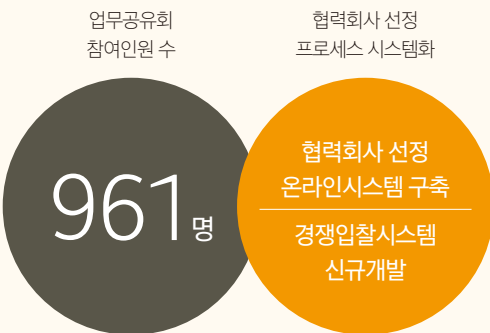 업무공유회
참여인원 수
961명
협력회사 선정
프로세스 시스템화
협력회사 선정
온라인시스템 구축
경쟁입찰시스템
신규개발